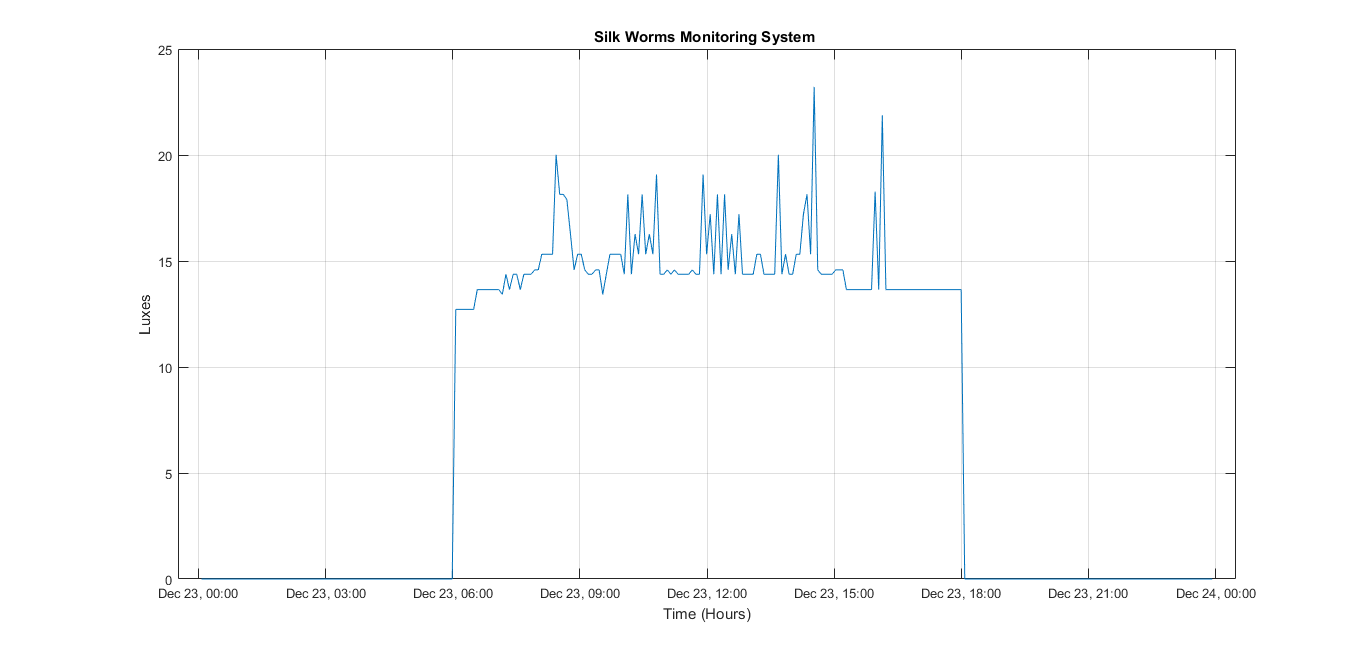 Silk Worms Monitoring System
25
20
15
10
5
0
Luxes
Dec 23, 00:00 Dec 23, 03:00 Dec 23, 06:00 Dec 23, 09:00 Dec 23, 12:00 Dec 23, 15:00 Dec 23, 18:00 Dec 23, 21:00 Dec 24, 00:00
Time (Hours)